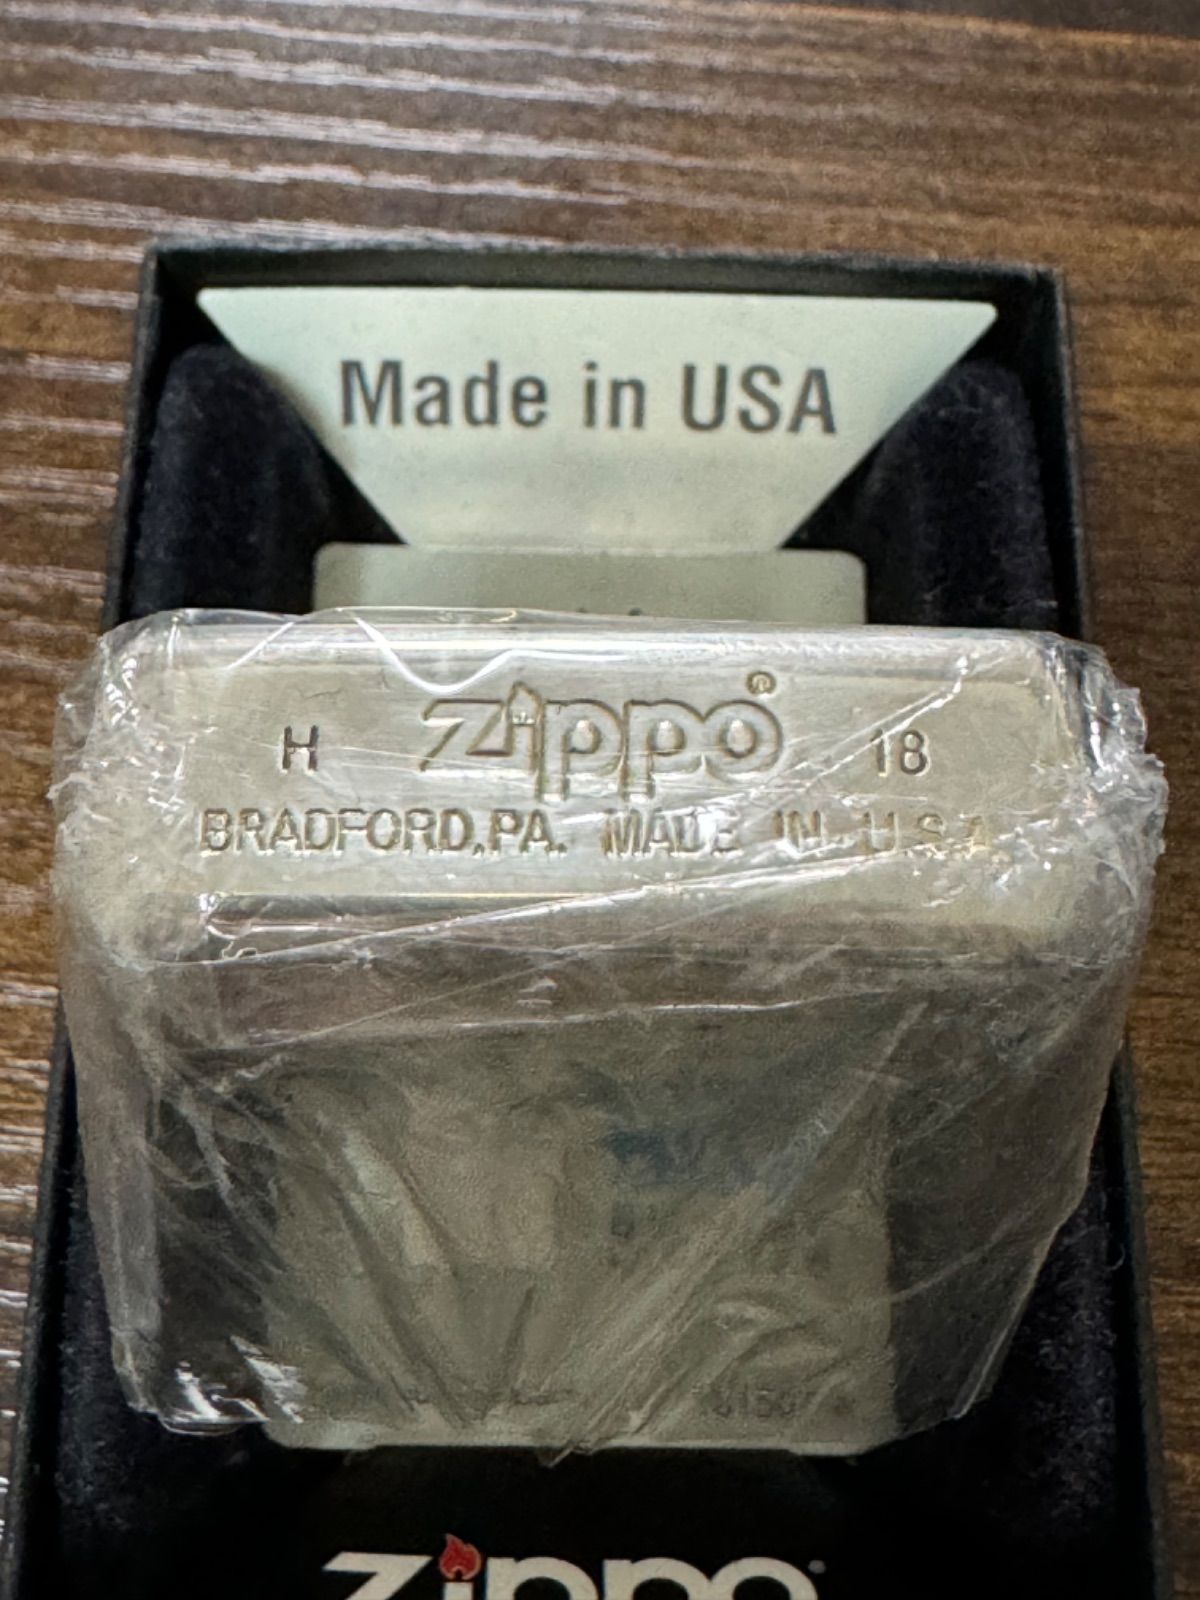 Made in USA
zippo®
H 18
BRADFORD, PA. MADE IN U.S.A.
zippo